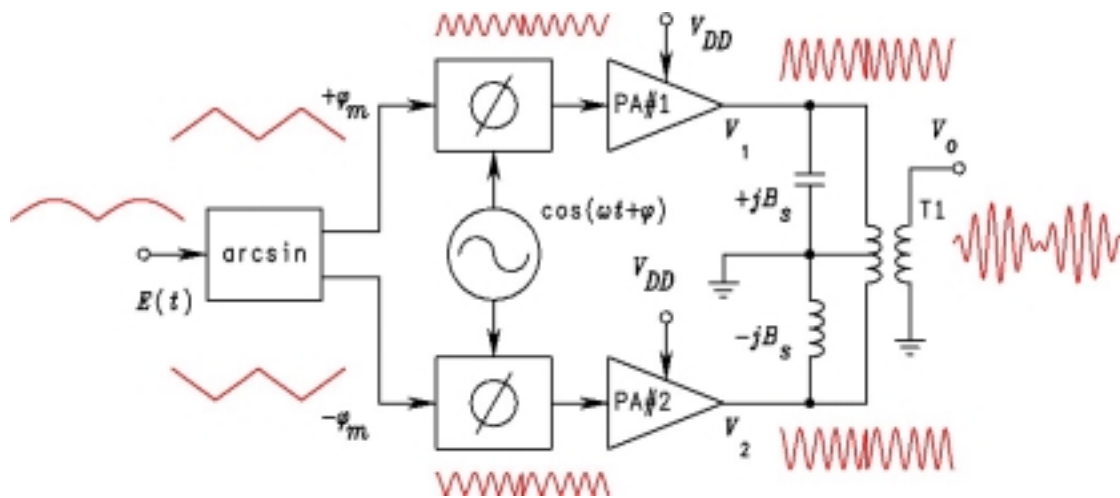 V_DD
+φ_m
ϕ
PA#1
V_1
V_o
cos(ωt+φ)
+jB_s
T1
arcsin
E(t)
V_DD
-jB_s
-φ_m
ϕ
PA#2
V_2